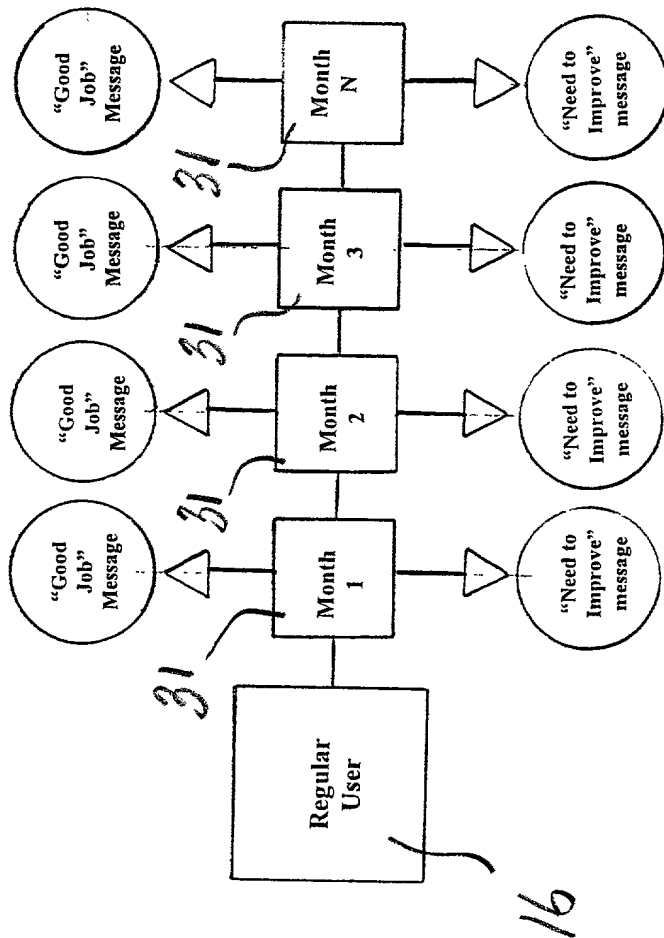 “Good
Job”
Message
“Good
Job”
Message
“Good
Job”
Message
“Good
Job”
Message
31
31
31
31
Regular
User
Month
1
Month
2
Month
3
Month
N
16
“Need to
Improve”
message
“Need to
Improve”
message
“Need to
Improve”
message
“Need to
Improve”
message